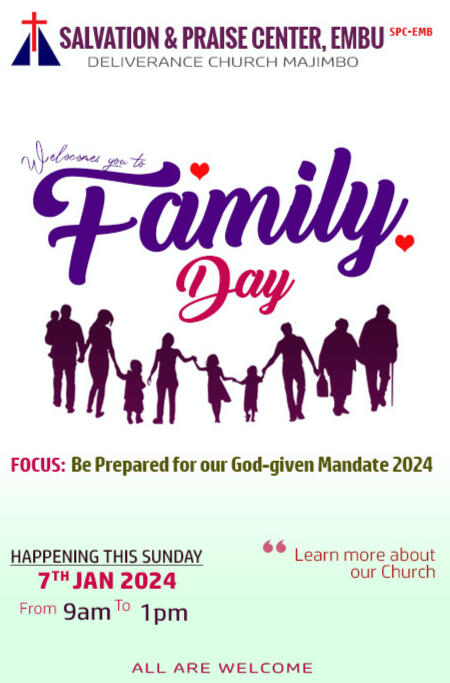 SALVATION & PRAISE CENTER, EMBU SPC-EMB
DELIVERANCE CHURCH MAJIMBO
Welcomes you to
Family
Day
FOCUS: Be Prepared for our God-given Mandate 2024
HAPPENING THIS SUNDAY
7TH JAN 2024
From 9am To 1pm
“ Learn more about
our Church
ALL ARE WELCOME